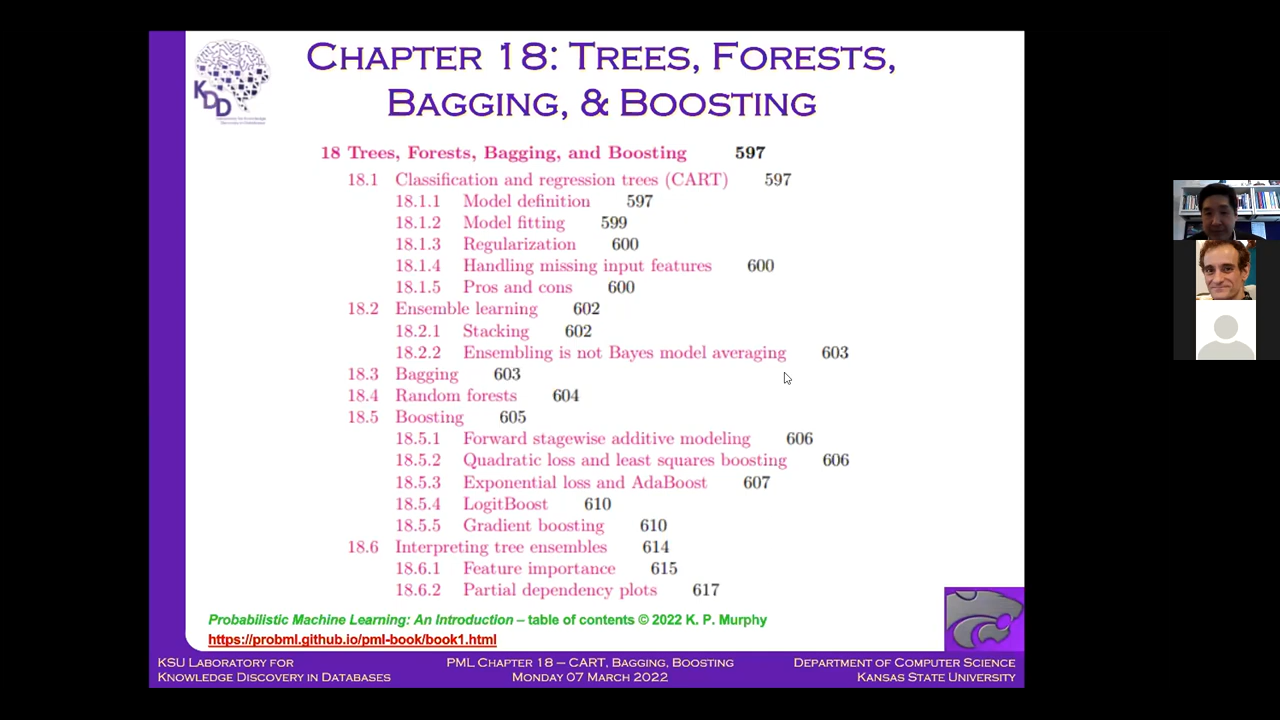 CHAPTER 18: TREES, FORESTS,
BAGGING, & BOOSTING
KDD
18 Trees, Forests, Bagging, and Boosting 597
18.1 Classification and regression trees (CART) 597
18.1.1 Model definition 597
18.1.2 Model fitting 599
18.1.3 Regularization 600
18.1.4 Handling missing input features 600
18.1.5 Pros and cons 600
18.2 Ensemble learning 602
18.2.1 Stacking 602
18.2.2 Ensembling is not Bayes model averaging 603
18.3 Bagging 603
18.4 Random forests 604
18.5 Boosting 605
18.5.1 Forward stagewise additive modeling 606
18.5.2 Quadratic loss and least squares boosting 606
18.5.3 Exponential loss and AdaBoost 607
18.5.4 LogitBoost 610
18.5.5 Gradient boosting 610
18.6 Interpreting tree ensembles 614
18.6.1 Feature importance 615
18.6.2 Partial dependency plots 617
Probabilistic Machine Learning: An Introduction – table of contents © 2022 K. P. Murphy
https://probml.github.io/pml-book/book1.html
KSU LABORATORY FOR
KNOWLEDGE DISCOVERY IN DATABASES
PML CHAPTER 18 – CART, BAGGING, BOOSTING
MONDAY 07 MARCH 2022
DEPARTMENT OF COMPUTER SCIENCE
KANSAS STATE UNIVERSITY